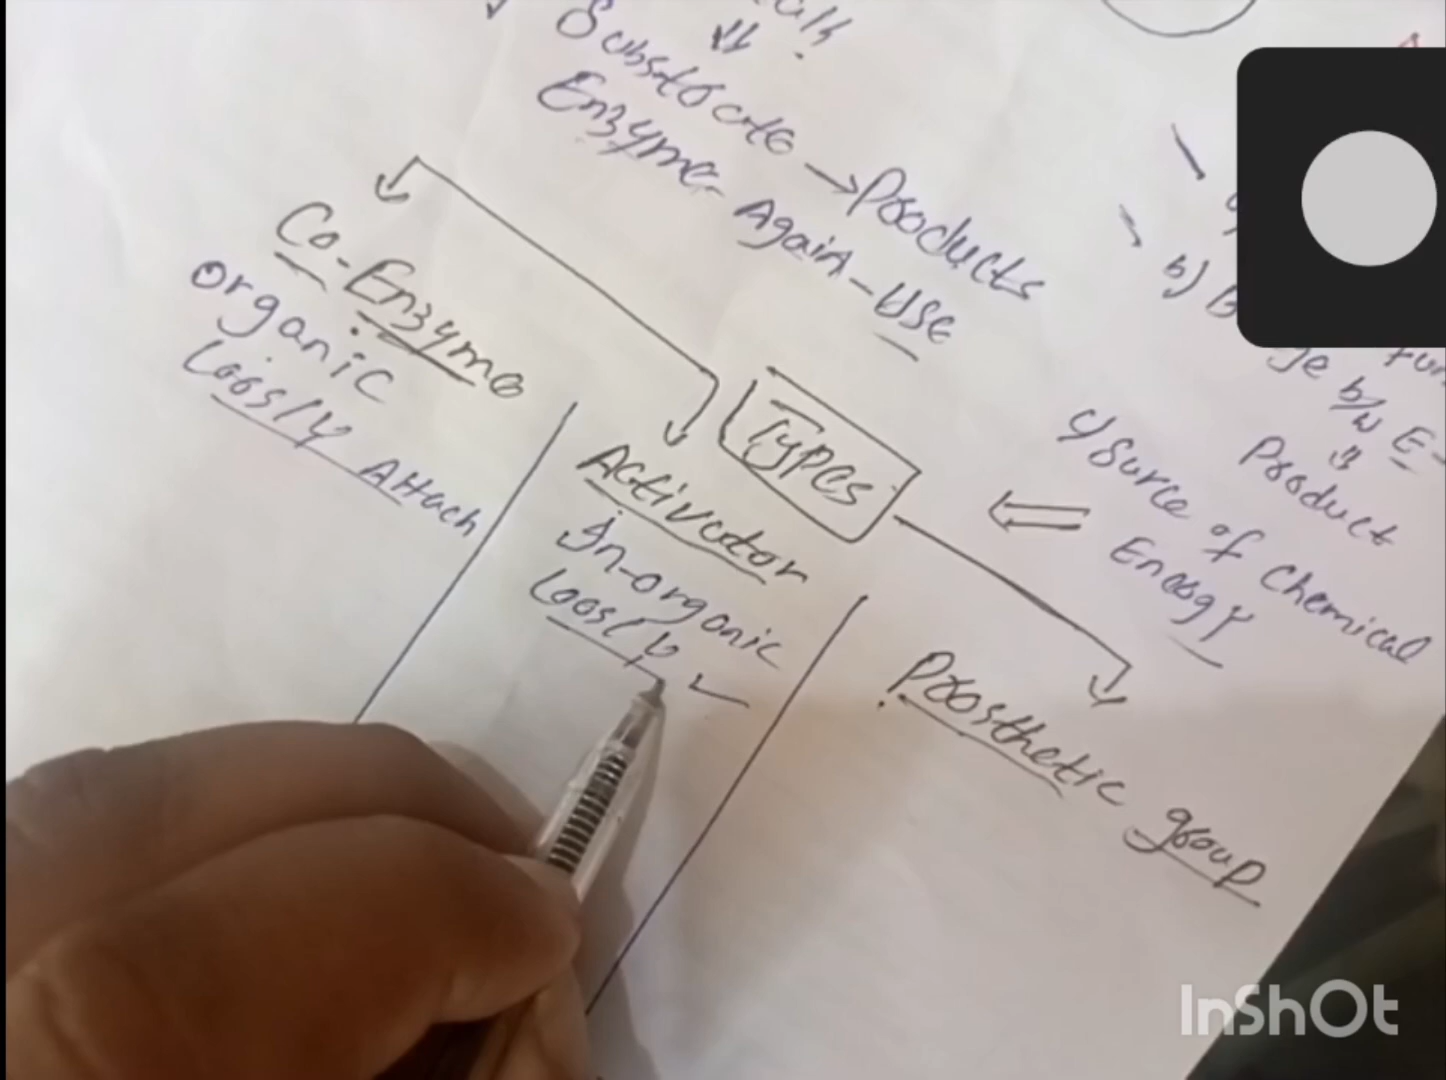 Substrate → Products
Enzyme Again - Use
Types
Co-Enzyme
organic
Loosly Attach
Activator
In-organic
Loosly
Prosthetic group
b)
b/w E-
Product
c) Surce of Chemical
Energy
InShOt